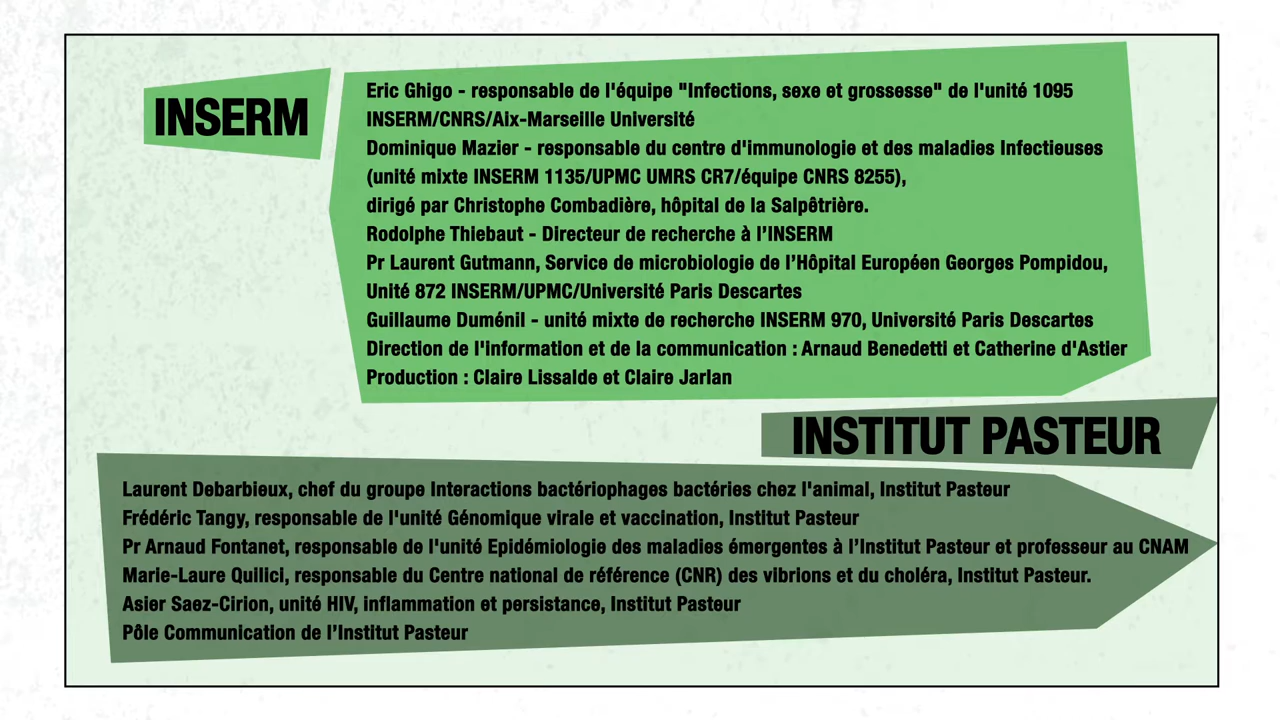 INSERM
Eric Ghigo - responsable de l'équipe "Infections, sexe et grossesse" de l'unité 1095
INSERM/CNRS/Aix-Marseille Université
Dominique Mazier - responsable du centre d'immunologie et des maladies Infectieuses
(unité mixte INSERM 1135/UPMC UMRS CR7/équipe CNRS 8255),
dirigé par Christophe Combadière, hôpital de la Salpêtrière.
Rodolphe Thiebaut - Directeur de recherche à l’INSERM
Pr Laurent Gutmann, Service de microbiologie de l’Hôpital Européen Georges Pompidou,
Unité 872 INSERM/UPMC/Université Paris Descartes
Guillaume Duménil - unité mixte de recherche INSERM 970, Université Paris Descartes
Direction de l'information et de la communication : Arnaud Benedetti et Catherine d'Astier
Production : Claire Lissalde et Claire Jarlan
INSTITUT PASTEUR
Laurent Debarbieux, chef du groupe Interactions bactériophages bactéries chez l'animal, Institut Pasteur
Frédéric Tangy, responsable de l'unité Génomique virale et vaccination, Institut Pasteur
Pr Arnaud Fontanet, responsable de l'unité Epidémiologie des maladies émergentes à l’Institut Pasteur et professeur au CNAM
Marie-Laure Quilici, responsable du Centre national de référence (CNR) des vibrions et du choléra, Institut Pasteur.
Asier Saez-Cirion, unité HIV, inflammation et persistance, Institut Pasteur
Pôle Communication de l’Institut Pasteur